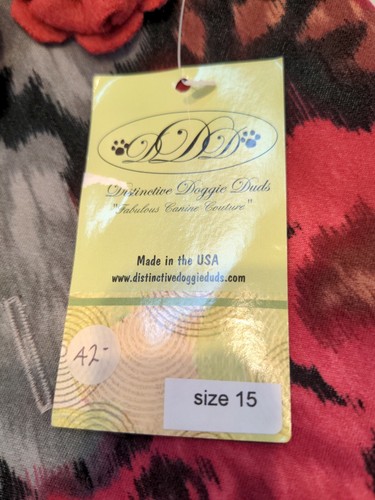 DDD
Distinctive Doggie Duds
"Fabulous Canine Couture"
Made in the USA
www.distinctivedoggieduds.com
42-
size 15